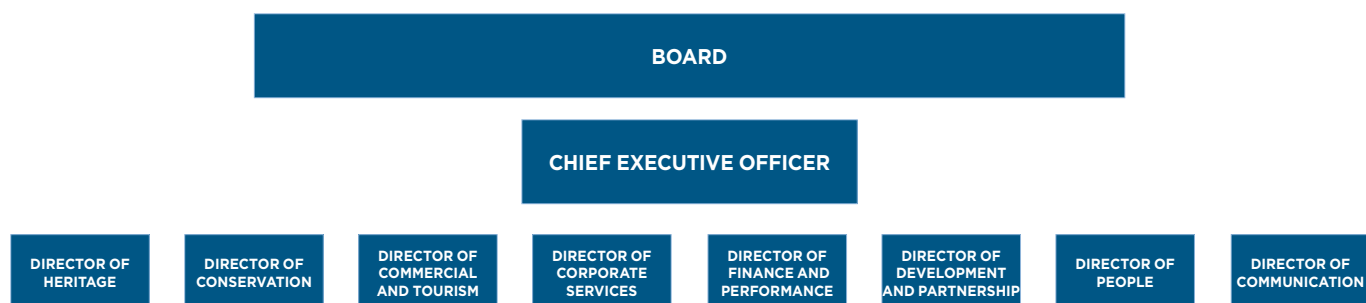 BOARD
CHIEF EXECUTIVE OFFICER
DIRECTOR OF
HERITAGE
DIRECTOR OF
CONSERVATION
DIRECTOR OF
COMMERCIAL
AND TOURISM
DIRECTOR OF
CORPORATE
SERVICES
DIRECTOR OF
FINANCE AND
PERFORMANCE
DIRECTOR OF
DEVELOPMENT
AND PARTNERSHIP
DIRECTOR OF
PEOPLE
DIRECTOR OF
COMMUNICATION